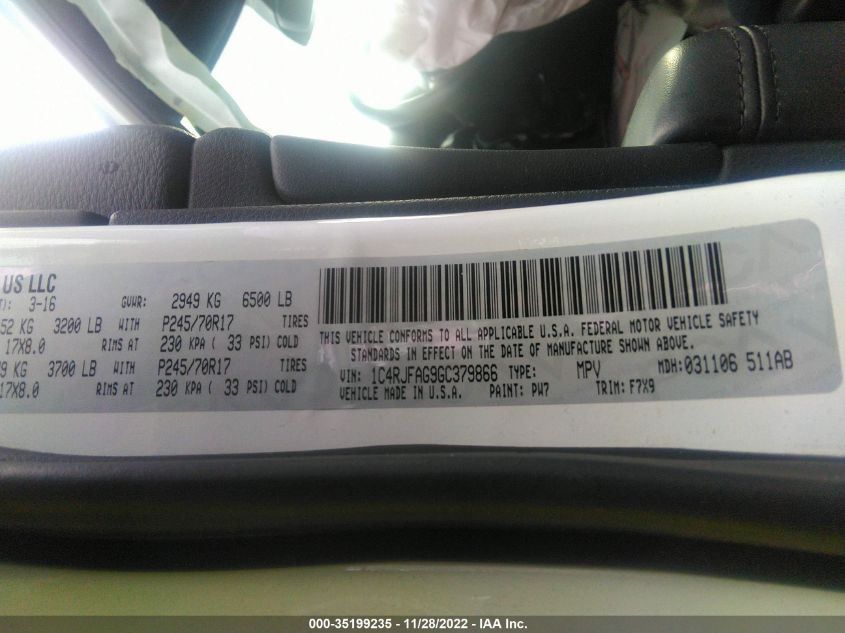 US LLC
): 3-16 GVWR: 2949 KG 6500 LB
52 KG 3200 LB WITH P245/70R17 TIRES
17X8.0 RIMS AT 230 KPA ( 33 PSI) COLD
9 KG 3700 LB WITH P245/70R17 TIRES
17X8.0 RIMS AT 230 KPA ( 33 PSI) COLD
THIS VEHICLE CONFORMS TO ALL APPLICABLE U.S.A. FEDERAL MOTOR VEHICLE SAFETY
STANDARDS IN EFFECT ON THE DATE OF MANUFACTURE SHOWN ABOVE.
VIN: 1C4RJFAG9GC379866 TYPE: MPV MDH: 031106 511AB
VEHICLE MADE IN U.S.A. PAINT: PW7 TRIM: F7X9
000-35199235 - 11/28/2022 - IAA Inc.